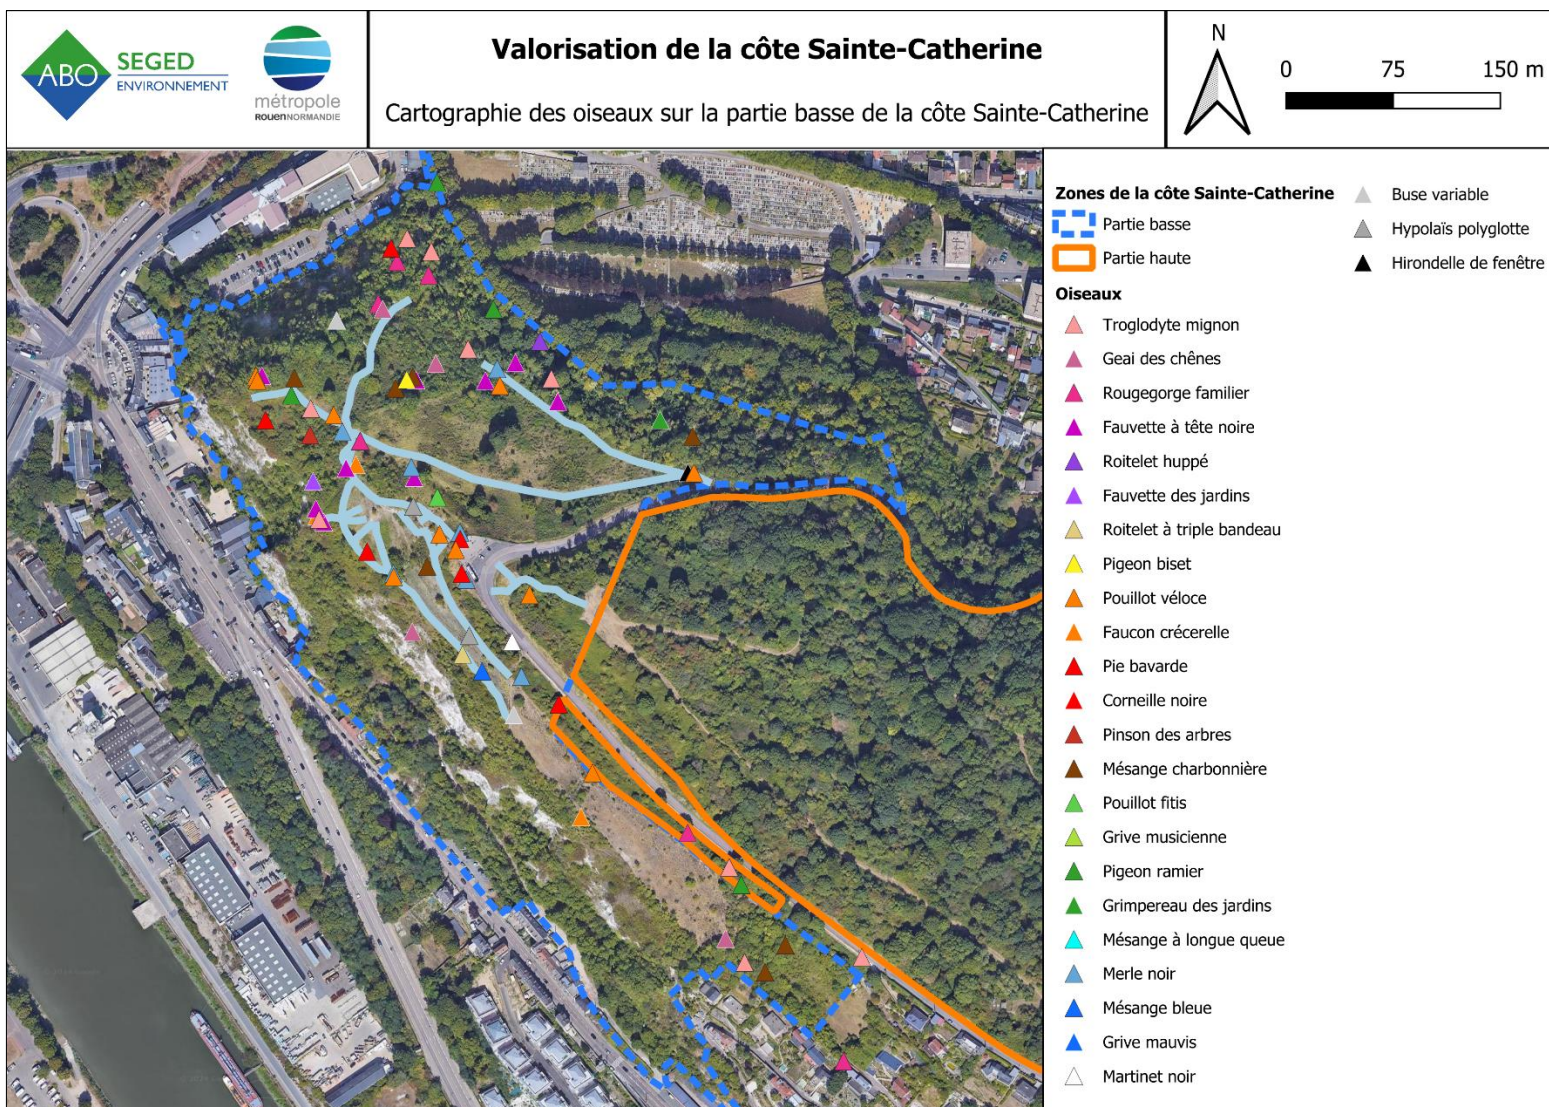 ABO
SEGED
ENVIRONNEMENT
métropole
ROUENNORMANDIE
Valorisation de la côte Sainte-Catherine
Cartographie des oiseaux sur la partie basse de la côte Sainte-Catherine
N
0 75 150 m
Zones de la côte Sainte-Catherine
Partie basse
Partie haute
Oiseaux
Troglodyte mignon
Geai des chênes
Rougegorge familier
Fauvette à tête noire
Roitelet huppé
Fauvette des jardins
Roitelet à triple bandeau
Pigeon biset
Pouillot véloce
Faucon crécerelle
Pie bavarde
Corneille noire
Pinson des arbres
Mésange charbonnière
Pouillot fitis
Grive musicienne
Pigeon ramier
Grimpereau des jardins
Mésange à longue queue
Merle noir
Mésange bleue
Grive mauvis
Martinet noir
Buse variable
Hypolaïs polyglotte
Hirondelle de fenêtre